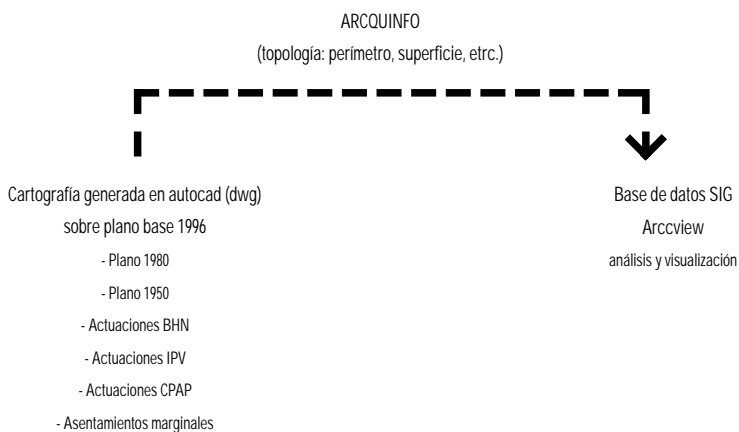 ARCQUINFO
(topología: perímetro, superficie, etrc.)
Cartografía generada en autocad (dwg)
sobre plano base 1996
- Plano 1980
- Plano 1950
- Actuaciones BHN
- Actuaciones IPV
- Actuaciones CPAP
- Asentamientos marginales
Base de datos SIG
Arccview
análisis y visualización